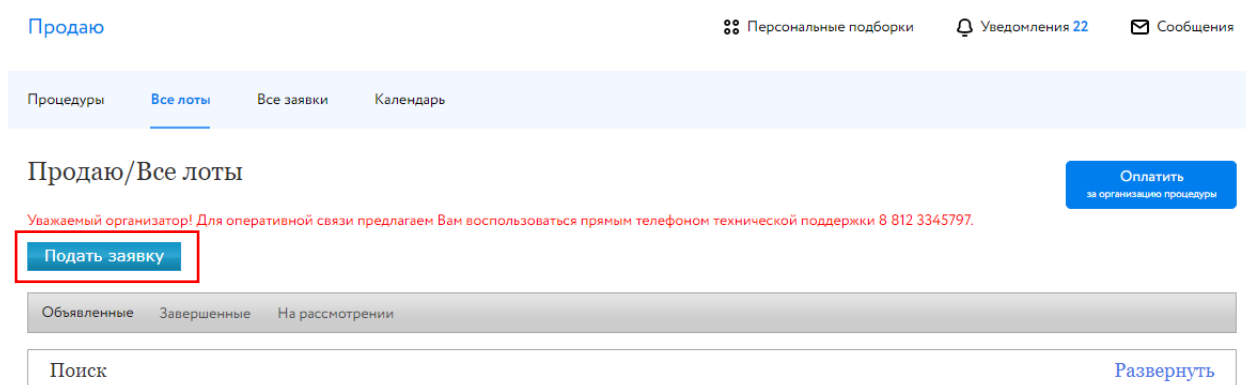 Продаю
Персональные подборки
Уведомления 22
Сообщения
Процедуры
Все лоты
Все заявки
Календарь
Продаю/Все лоты
Оплатить
за организацию процедуры
Уважаемый организатор! Для оперативной связи предлагаем Вам воспользоваться прямым телефоном технической поддержки 8 812 3345797.
Подать заявку
Объявленные
Завершенные
На рассмотрении
Поиск
Развернуть